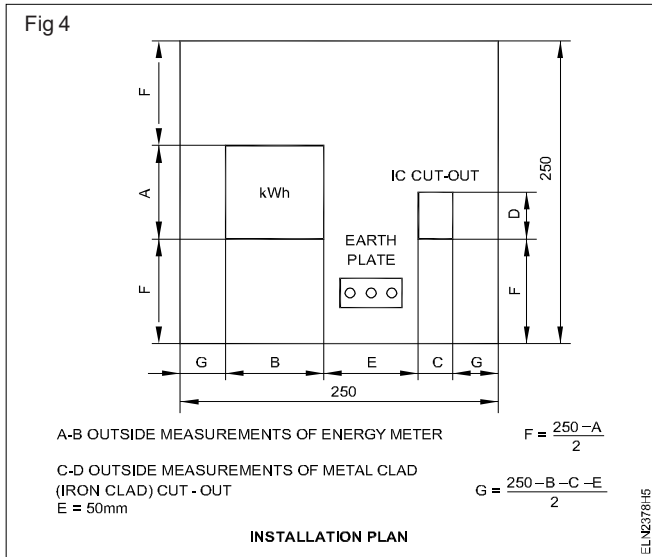 Fig 4
F
A
F
kWh
IC CUT-OUT
D
F
250
EARTH
PLATE
G B E C G
250
A-B OUTSIDE MEASUREMENTS OF ENERGY METER
F = 250 – A / 2
C-D OUTSIDE MEASUREMENTS OF METAL CLAD
(IRON CLAD) CUT - OUT
E = 50mm
G = 250 – B – C – E / 2
INSTALLATION PLAN
ELN2378H5